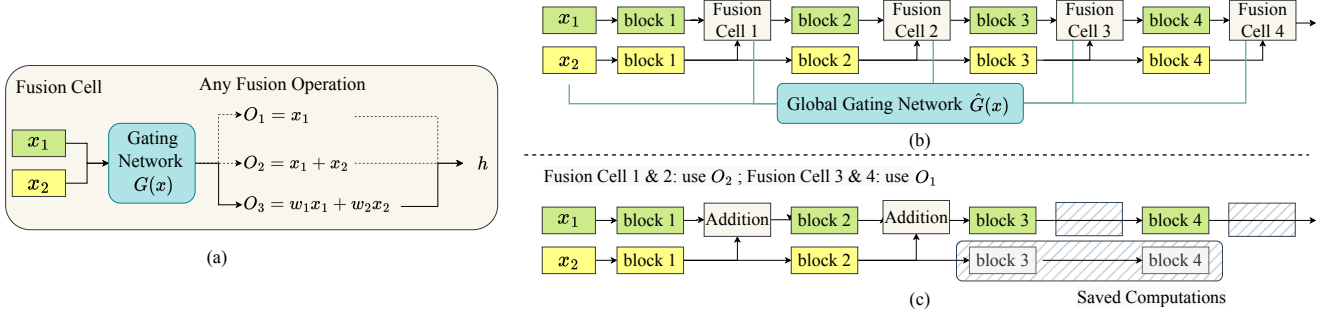 Fusion Cell
Any Fusion Operation
x₁
x₂
Gating
Network
G(x)
O₁ = x₁
O₂ = x₁ + x₂
O₃ = w₁x₁ + w₂x₂
h
(a)
x₁
block 1
Fusion
Cell 1
block 2
Fusion
Cell 2
block 3
Fusion
Cell 3
block 4
Fusion
Cell 4
x₂
block 1
block 2
block 3
block 4
Global Gating Network Ĝ(x)
(b)
Fusion Cell 1 & 2: use O₂ ; Fusion Cell 3 & 4: use O₁
x₁
block 1
Addition
block 2
Addition
block 3
block 4
x₂
block 1
block 2
block 3
block 4
(c)
Saved Computations